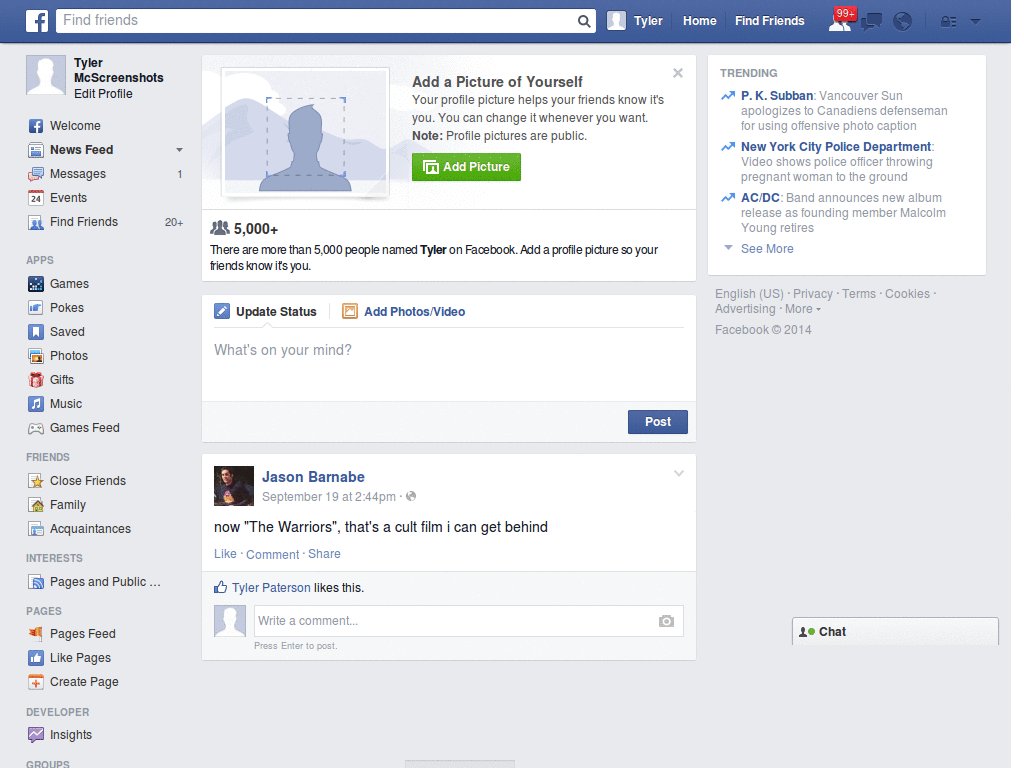 Find friends
Tyler
Home
Find Friends
99+
Tyler
McScreenshots
Edit Profile
Welcome
News Feed
Messages 1
24 Events
Find Friends 20+
APPS
Games
Pokes
Saved
Photos
Gifts
Music
Games Feed
FRIENDS
Close Friends
Family
Acquaintances
INTERESTS
Pages and Public ...
PAGES
Pages Feed
Like Pages
Create Page
DEVELOPER
Insights
GROUPS
Add a Picture of Yourself
Your profile picture helps your friends know it's
you. You can change it whenever you want.
Note: Profile pictures are public.
Add Picture
5,000+
There are more than 5,000 people named Tyler on Facebook. Add a profile picture so your
friends know it's you.
Update Status
Add Photos/Video
What's on your mind?
Post
Jason Barnabe
September 19 at 2:44pm ·
now "The Warriors", that's a cult film i can get behind
Like · Comment · Share
Tyler Paterson likes this.
Write a comment...
Press Enter to post.
TRENDING
P. K. Subban: Vancouver Sun
apologizes to Canadiens defenseman
for using offensive photo caption
New York City Police Department:
Video shows police officer throwing
pregnant woman to the ground
AC/DC: Band announces new album
release as founding member Malcolm
Young retires
See More
English (US) · Privacy · Terms · Cookies ·
Advertising · More
Facebook © 2014
Chat